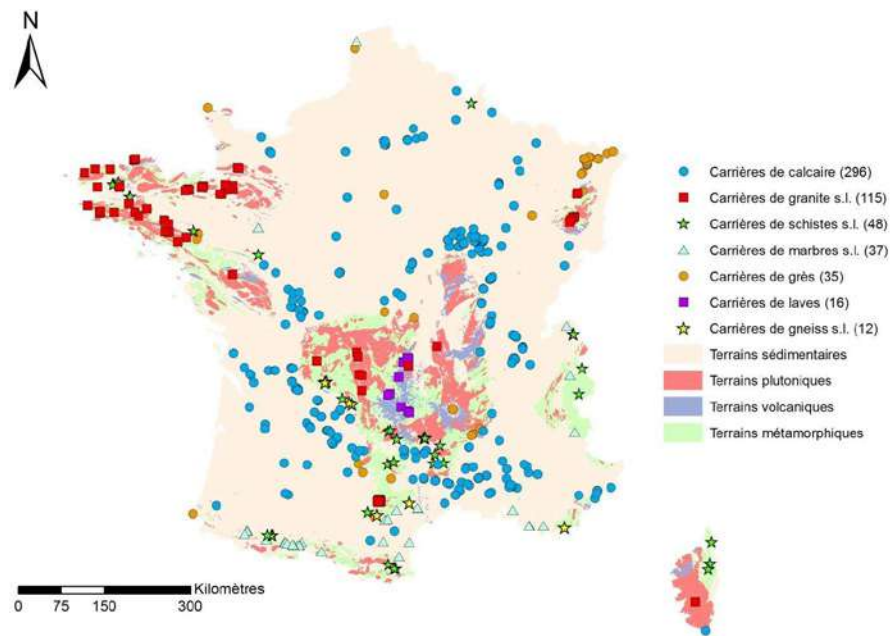 N
Carrières de calcaire (296)
Carrières de granite s.l. (115)
Carrières de schistes s.l. (48)
Carrières de marbres s.l. (37)
Carrières de grès (35)
Carrières de laves (16)
Carrières de gneiss s.l. (12)
Terrains sédimentaires
Terrains plutoniques
Terrains volcaniques
Terrains métamorphiques
Kilomètres
0 75 150 300